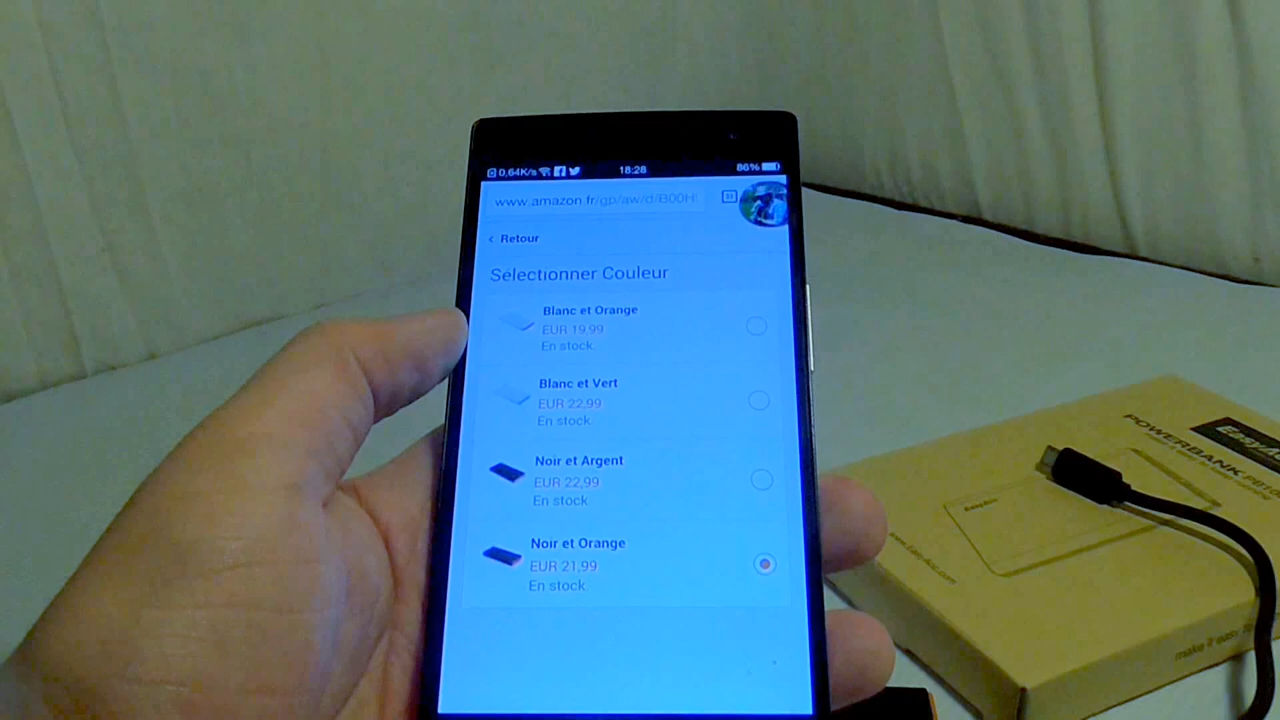 0,64K/s 18:28 86%
www.amazon.fr/gp/aw/d/B00H
< Retour
Sélectionner Couleur
Blanc et Orange
EUR 19,99
En stock.
Blanc et Vert
EUR 22,99
En stock.
Noir et Argent
EUR 22,99
En stock.
Noir et Orange
EUR 21,99
En stock.
POWERBANK
make it easy